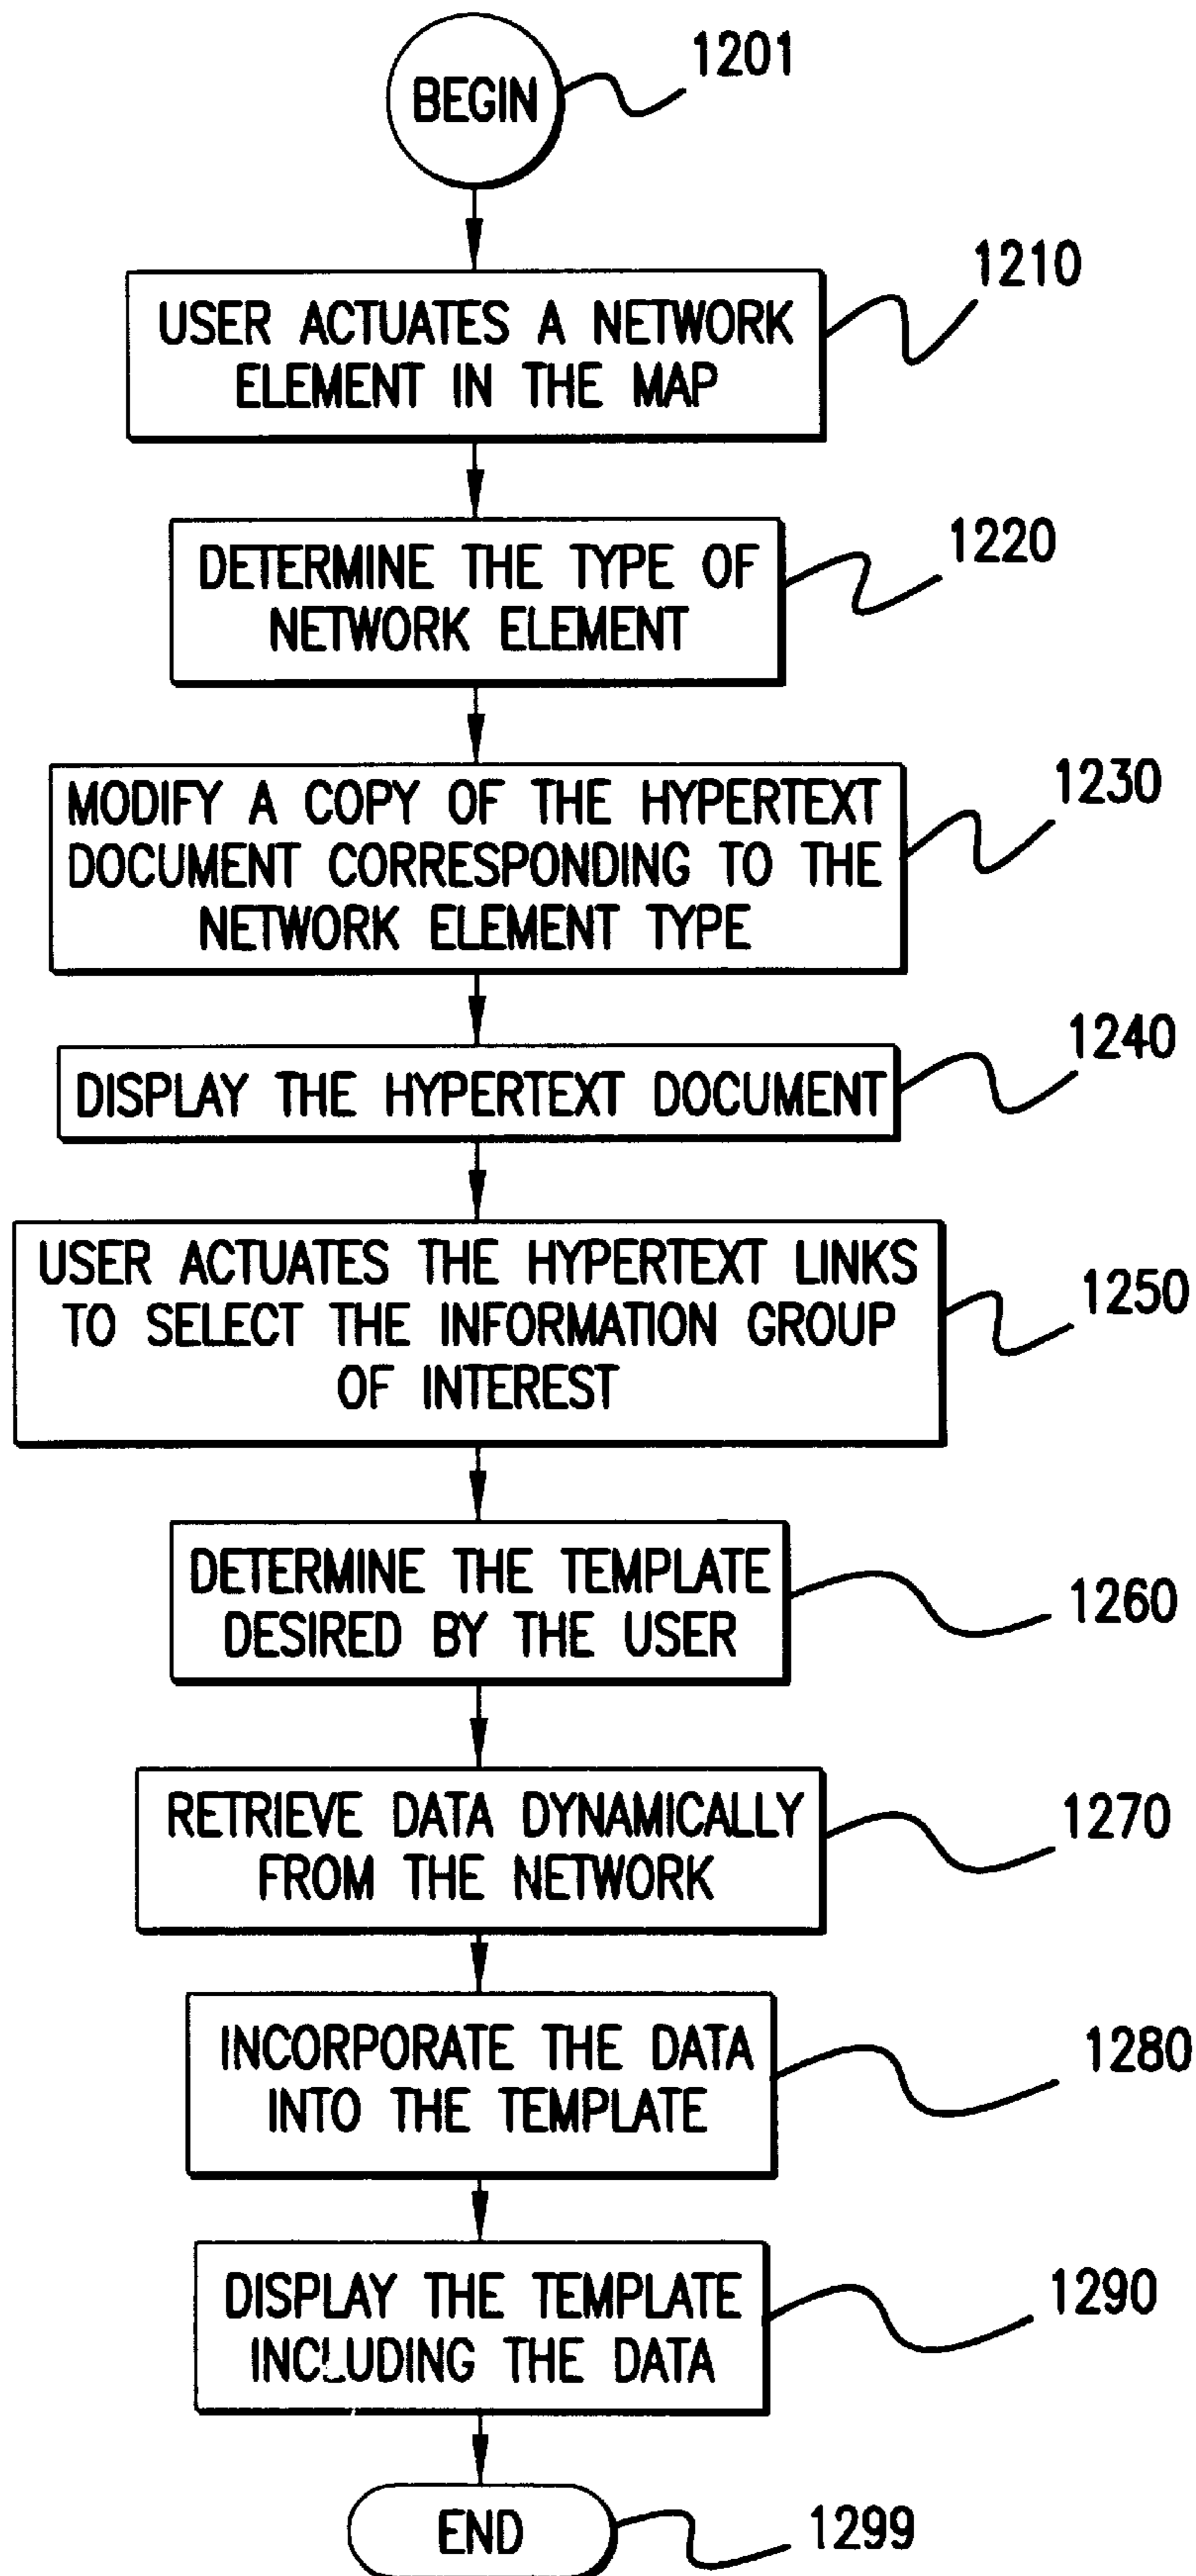 BEGIN
1201
USER ACTUATES A NETWORK
ELEMENT IN THE MAP
1210
DETERMINE THE TYPE OF
NETWORK ELEMENT
1220
MODIFY A COPY OF THE HYPERTEXT
DOCUMENT CORRESPONDING TO THE
NETWORK ELEMENT TYPE
1230
DISPLAY THE HYPERTEXT DOCUMENT
1240
USER ACTUATES THE HYPERTEXT LINKS
TO SELECT THE INFORMATION GROUP
OF INTEREST
1250
DETERMINE THE TEMPLATE
DESIRED BY THE USER
1260
RETRIEVE DATA DYNAMICALLY
FROM THE NETWORK
1270
INCORPORATE THE DATA
INTO THE TEMPLATE
1280
DISPLAY THE TEMPLATE
INCLUDING THE DATA
1290
END
1299